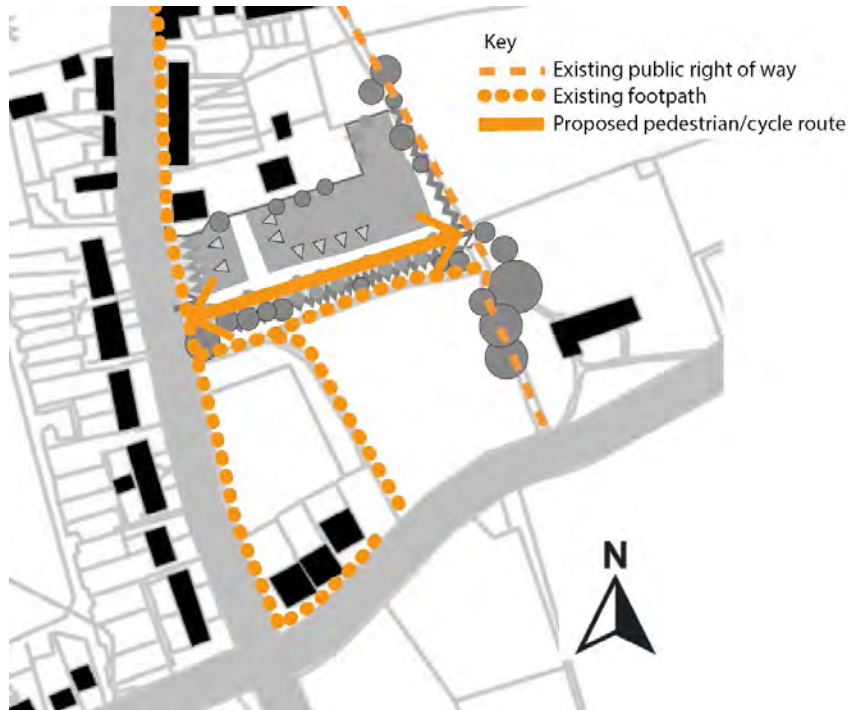 Key
Existing public right of way
Existing footpath
Proposed pedestrian/cycle route
N